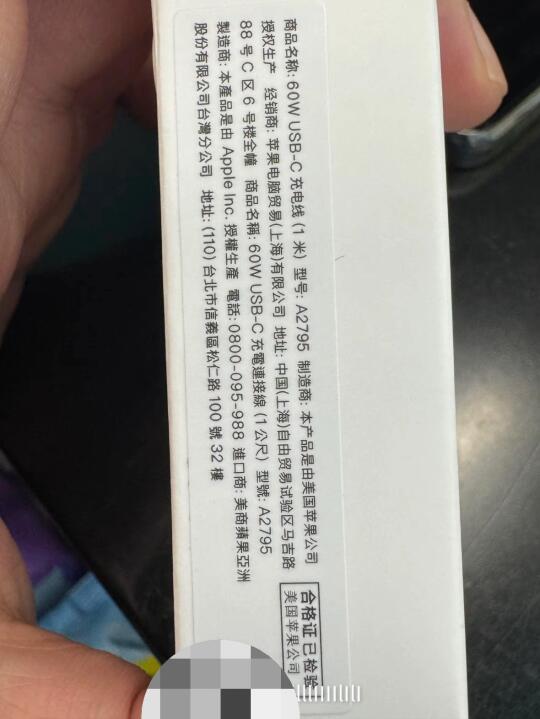 商品名称: 60W USB-C 充电线 (1 米) 型号: A2795 制造商: 本产品是由美国苹果公司
授权生产 经销商: 苹果电脑贸易(上海)有限公司 地址: 中国(上海)自由贸易试验区马吉路
88 号 C 区 6 号楼全幢 商品名稱: 60W USB-C 充電連接線 (1 公尺) 型號: A2795
製造商: 本產品是由 Apple Inc. 授權生產 電話: 0800-095-988 進口商: 美商蘋果亞洲
股份有限公司台灣分公司 地址: (110) 台北市信義區松仁路 100 號 32 樓
合格证已检验
美国苹果公司